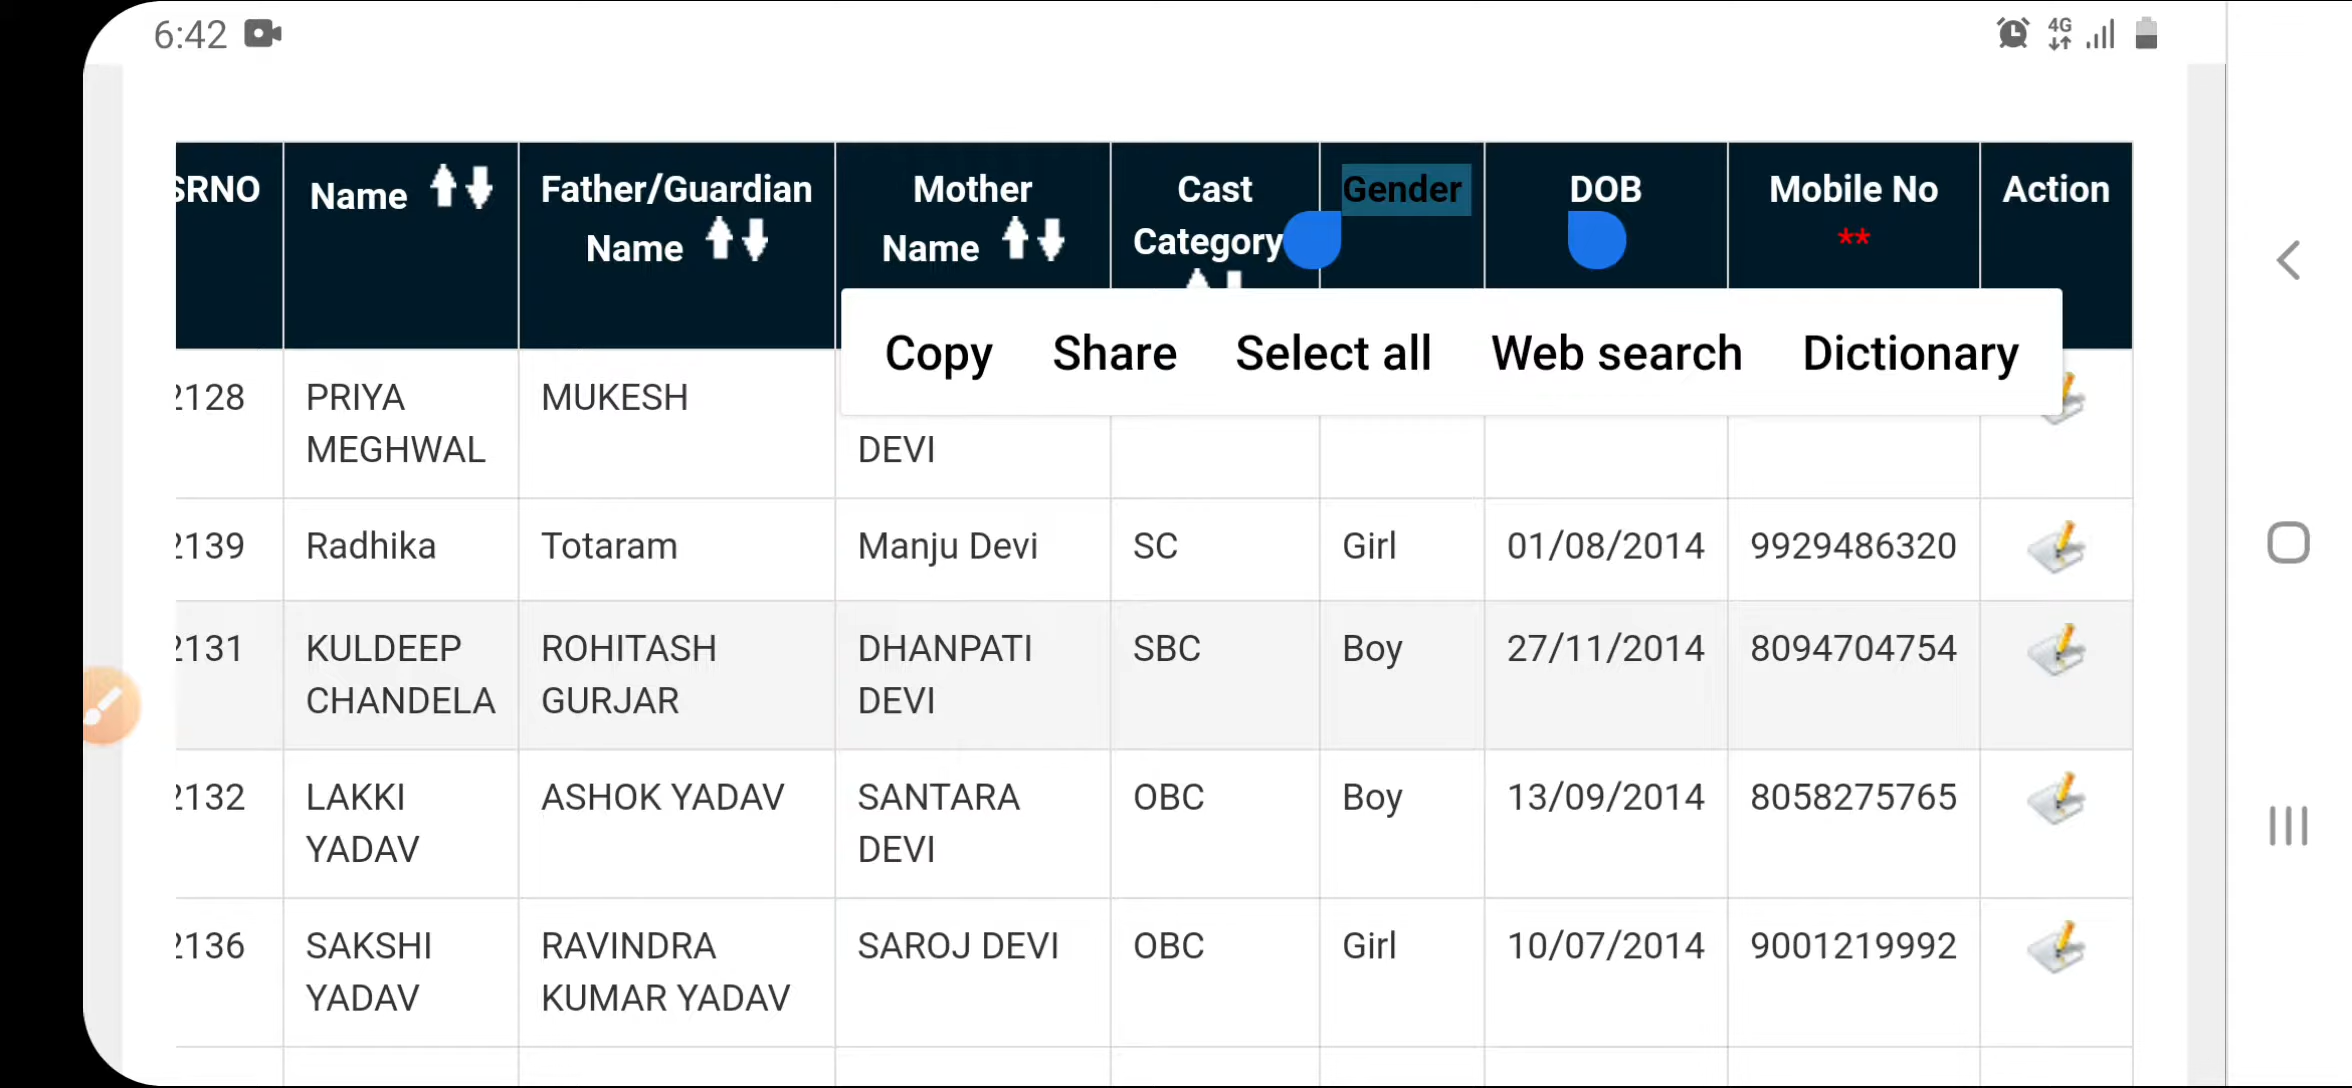 6:42 4G
SRNO Name Father/Guardian Name Mother Name Cast Category Gender DOB Mobile No ** Action
Copy Share Select all Web search Dictionary
2128 PRIYA MEGHWAL MUKESH DEVI
2139 Radhika Totaram Manju Devi SC Girl 01/08/2014 9929486320
2131 KULDEEP CHANDELA ROHITASH GURJAR DHANPATI DEVI SBC Boy 27/11/2014 8094704754
2132 LAKKI YADAV ASHOK YADAV SANTARA DEVI OBC Boy 13/09/2014 8058275765
2136 SAKSHI YADAV RAVINDRA KUMAR YADAV SAROJ DEVI OBC Girl 10/07/2014 9001219992